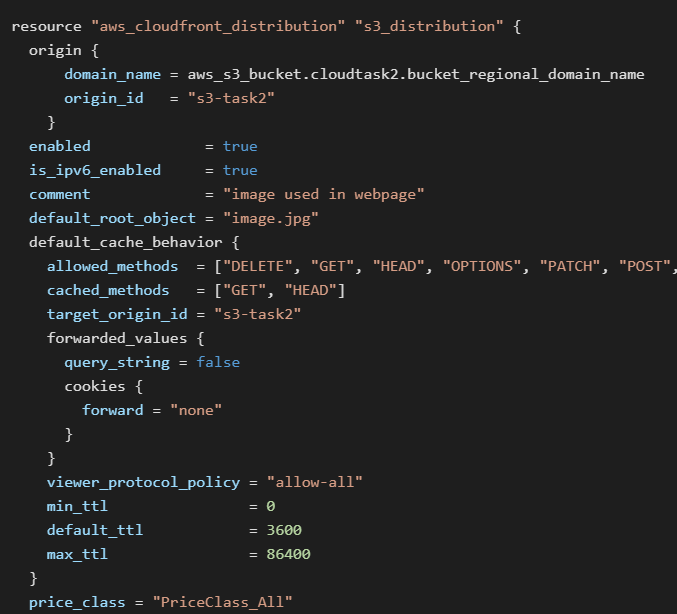 resource "aws_cloudfront_distribution" "s3_distribution" {
origin {
domain_name = aws_s3_bucket.cloudtask2.bucket_regional_domain_name
origin_id = "s3-task2"
}
enabled = true
is_ipv6_enabled = true
comment = "image used in webpage"
default_root_object = "image.jpg"
default_cache_behavior {
allowed_methods = ["DELETE", "GET", "HEAD", "OPTIONS", "PATCH", "POST",
cached_methods = ["GET", "HEAD"]
target_origin_id = "s3-task2"
forwarded_values {
query_string = false
cookies {
forward = "none"
}
}
viewer_protocol_policy = "allow-all"
min_ttl = 0
default_ttl = 3600
max_ttl = 86400
}
price_class = "PriceClass_All"